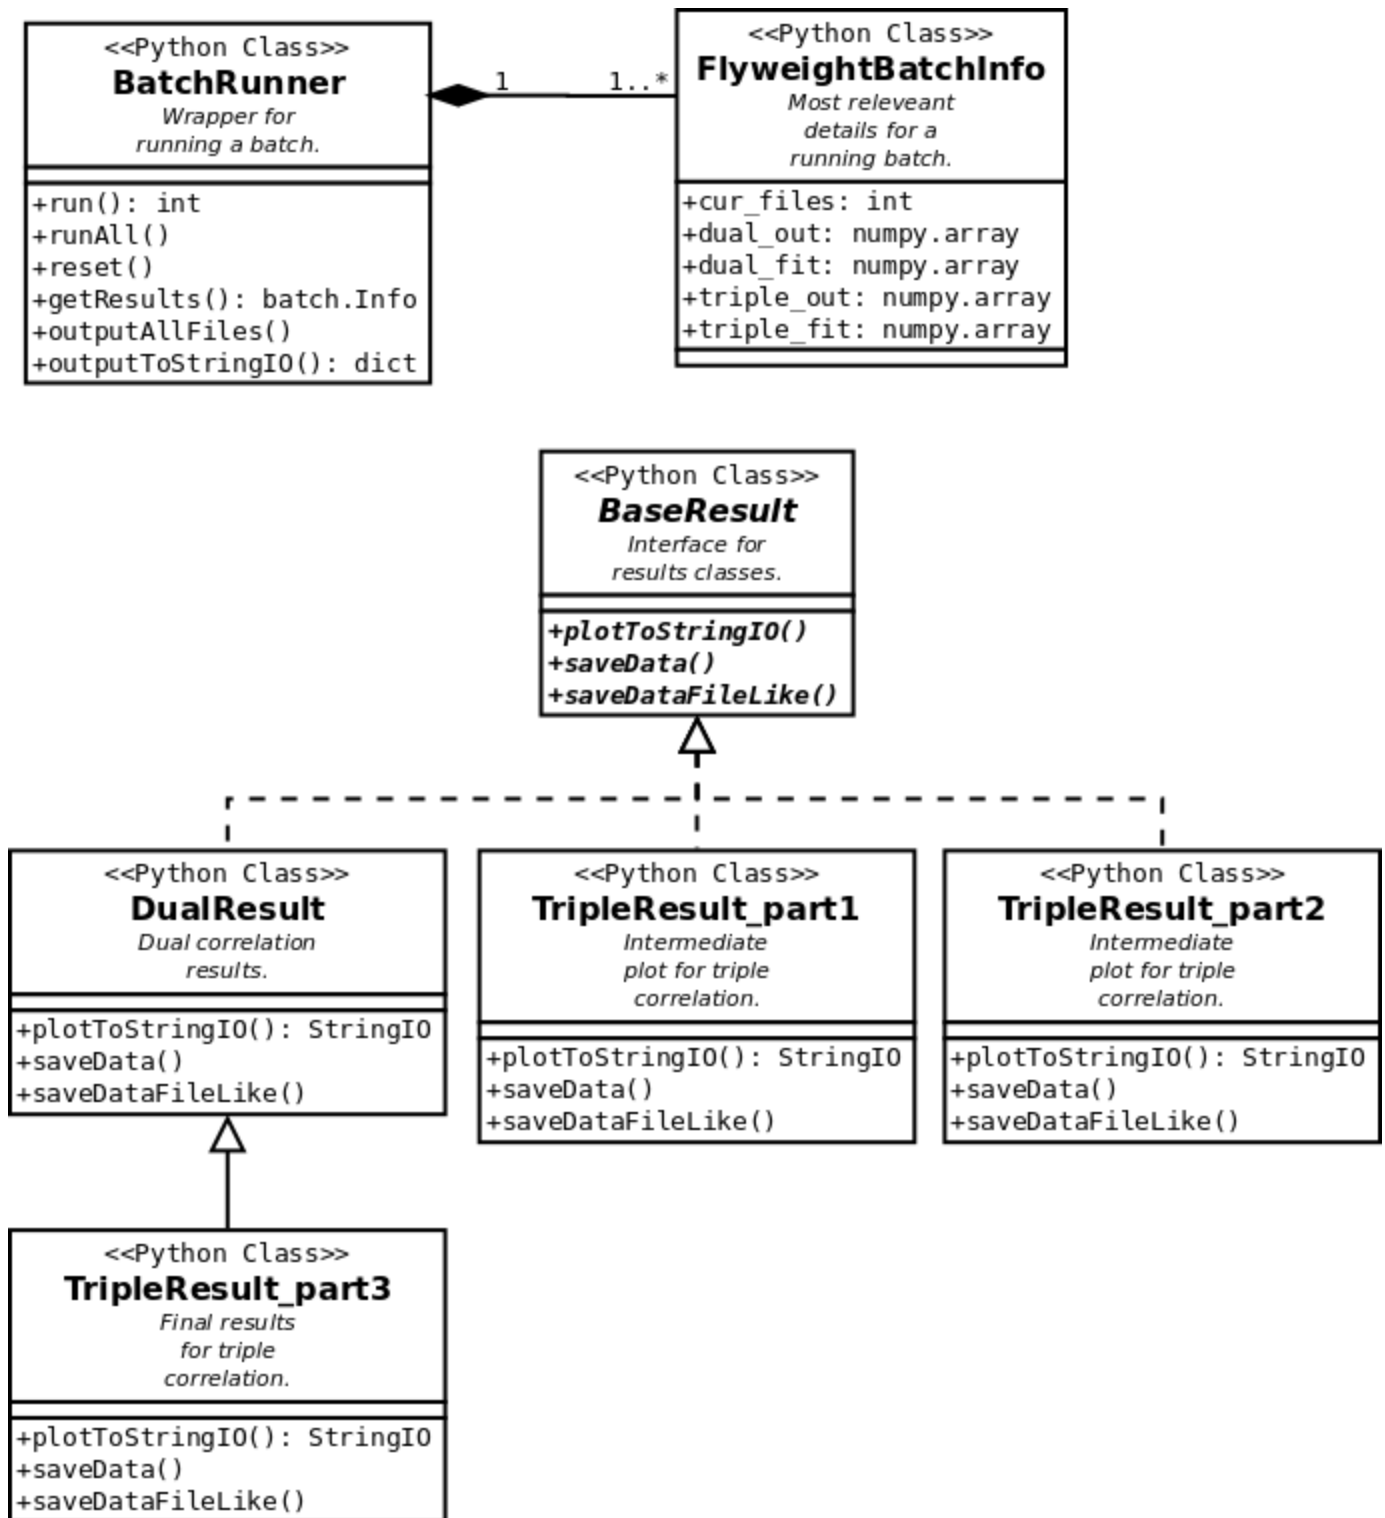 <<Python Class>>
BatchRunner
Wrapper for
running a batch.
+run(): int
+runAll()
+reset()
+getResults(): batch.Info
+outputAllFiles()
+outputToStringIO(): dict
1
1..*
<<Python Class>>
FlyweightBatchInfo
Most releveant
details for a
running batch.
+cur_files: int
+dual_out: numpy.array
+dual_fit: numpy.array
+triple_out: numpy.array
+triple_fit: numpy.array
<<Python Class>>
BaseResult
Interface for
results classes.
+plotToStringIO()
+saveData()
+saveDataFileLike()
<<Python Class>>
DualResult
Dual correlation
results.
+plotToStringIO(): StringIO
+saveData()
+saveDataFileLike()
<<Python Class>>
TripleResult_part1
Intermediate
plot for triple
correlation.
+plotToStringIO(): StringIO
+saveData()
+saveDataFileLike()
<<Python Class>>
TripleResult_part2
Intermediate
plot for triple
correlation.
+plotToStringIO(): StringIO
+saveData()
+saveDataFileLike()
<<Python Class>>
TripleResult_part3
Final results
for triple
correlation.
+plotToStringIO(): StringIO
+saveData()
+saveDataFileLike()